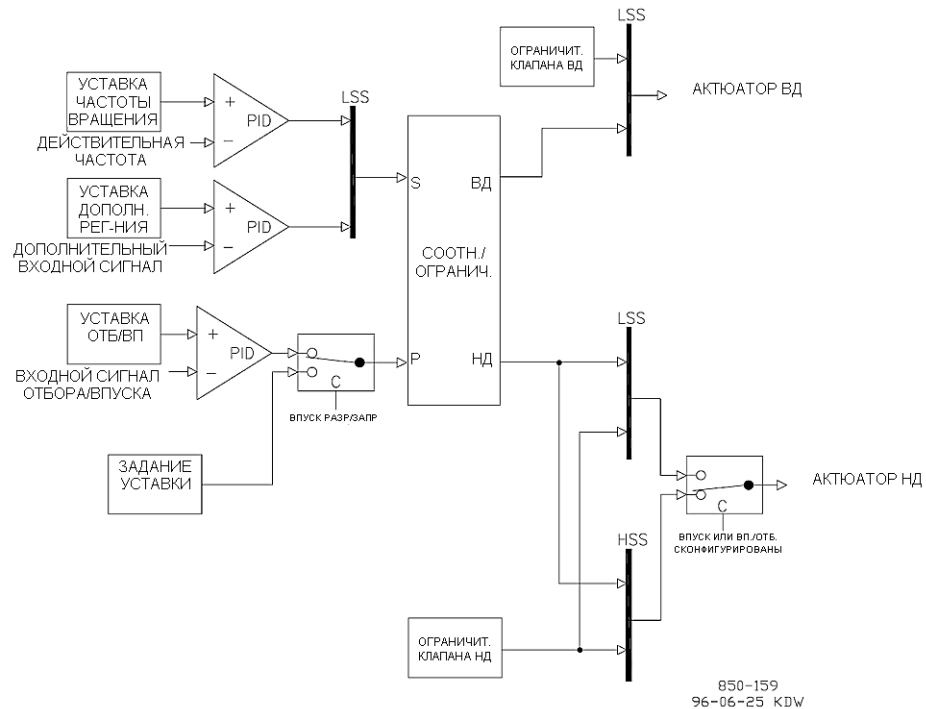 LSS
ОГРАНИЧИТ.
КЛАПАНА ВД
АКТЮАТОР ВД
УСТАВКА
ЧАСТОТЫ
ВРАЩЕНИЯ
+
PID
−
LSS
ДЕЙСТВИТЕЛЬНАЯ
ЧАСТОТА
УСТАВКА
ДОПОЛН.
РЕГ-НИЯ
+
PID
−
S
ВД
ДОПОЛНИТЕЛЬНЫЙ
ВХОДНОЙ СИГНАЛ
СООТН./
ОГРАНИЧ.
УСТАВКА
ОТБ/ВП
+
PID
−
P
НД
LSS
ВХОДНОЙ СИГНАЛ
ОТБОРА/ВПУСКА
C
ВПУСК РАЗР/ЗАПР
ЗАДАНИЕ
УСТАВКИ
АКТЮАТОР НД
C
ВПУСК ИЛИ ВП./ОТБ.
СКОНФИГУРИРОВАНЫ
HSS
ОГРАНИЧИТ.
КЛАПАНА НД
850-159
96-06-25 KDW